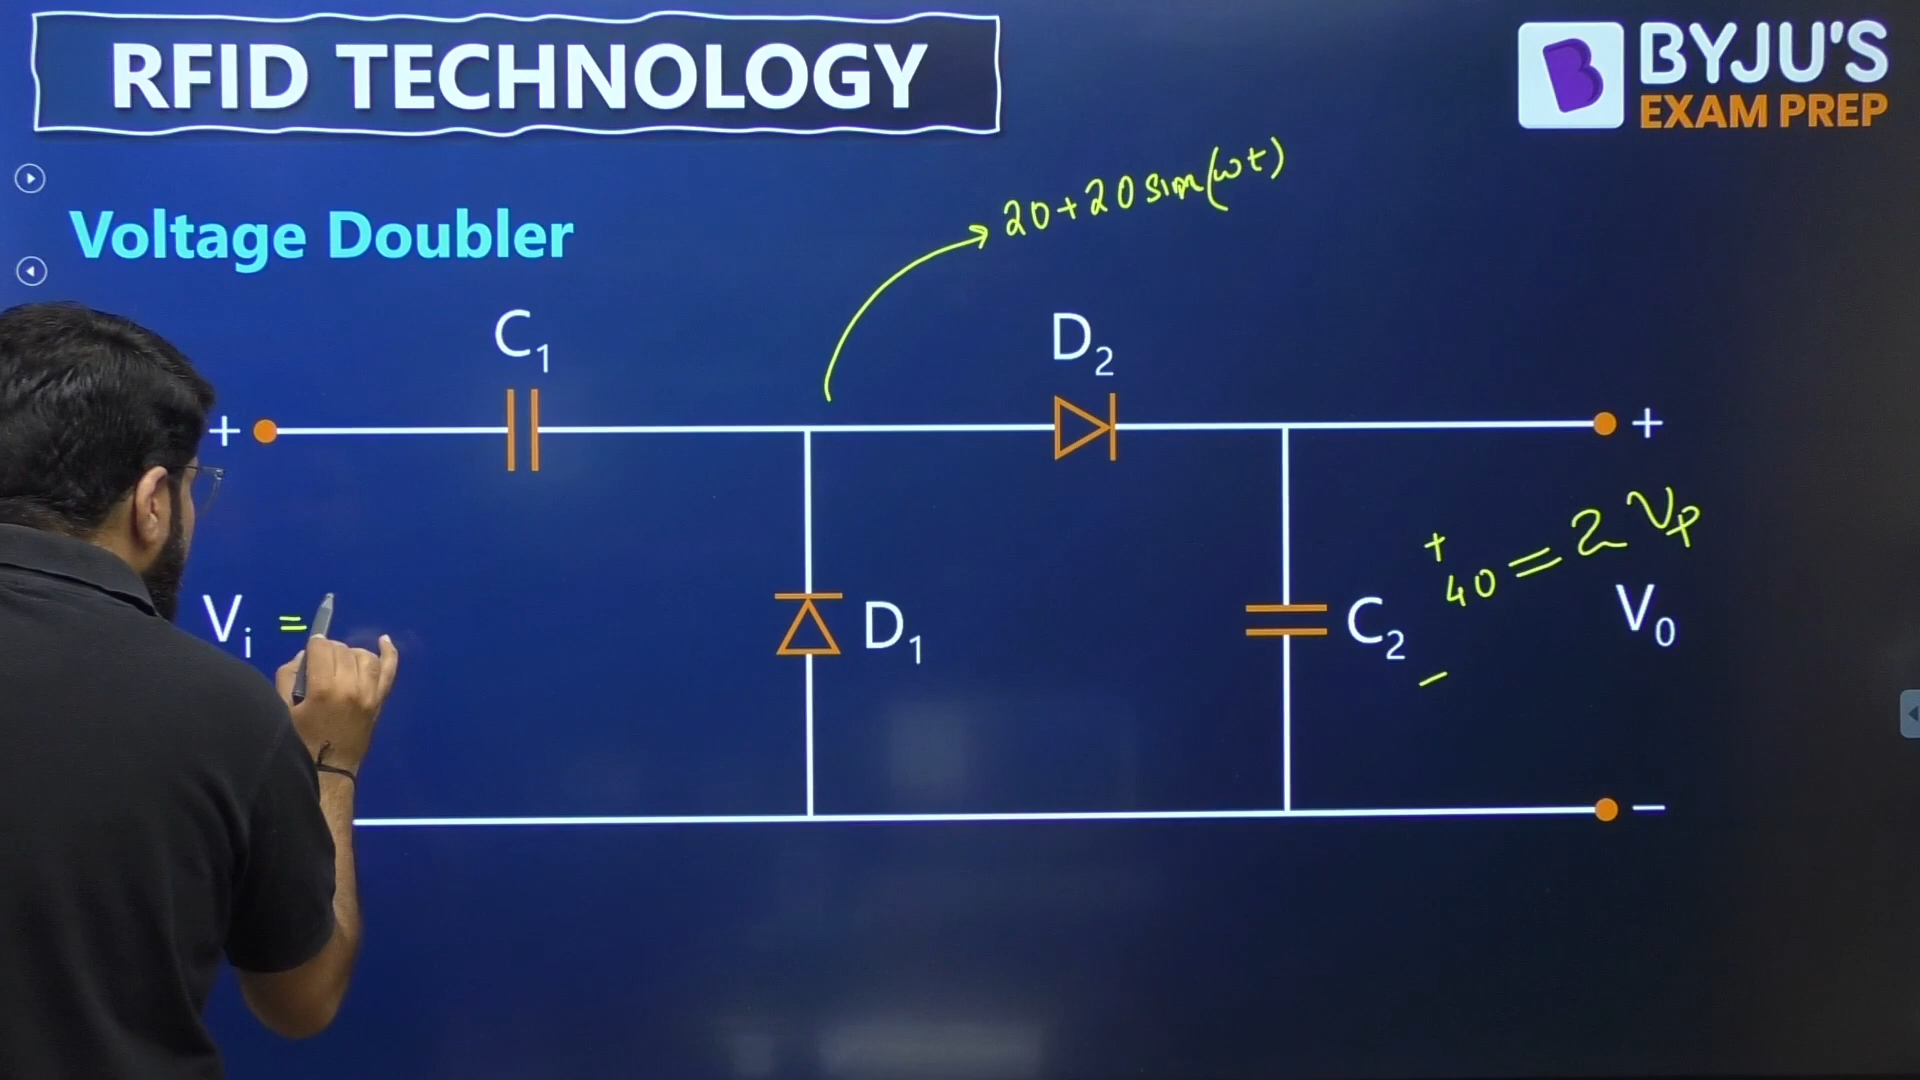 RFID TECHNOLOGY
BYJU'S
EXAM PREP
20+20 sin(ωt)
Voltage Doubler
C₁
D₂
+
+
+
40 = 2 Vp
Vᵢ =
D₁
C₂
V₀
−
−